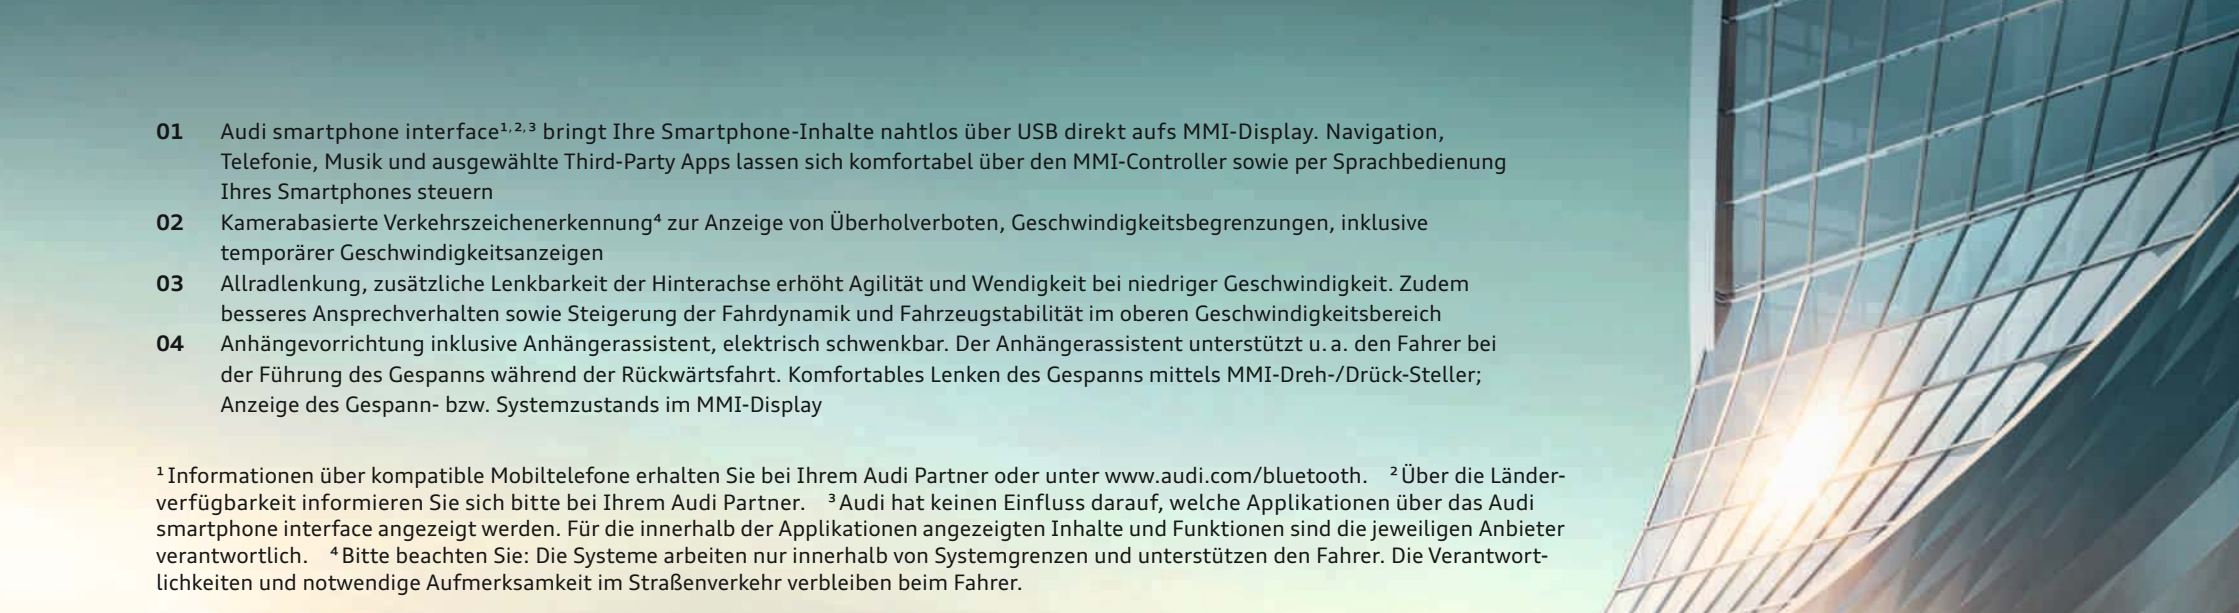 01 Audi smartphone interface¹,²,³ bringt Ihre Smartphone-Inhalte nahtlos über USB direkt aufs MMI-Display. Navigation,
Telefonie, Musik und ausgewählte Third-Party Apps lassen sich komfortabel über den MMI-Controller sowie per Sprachbedienung
Ihres Smartphones steuern
02 Kamerabasierte Verkehrszeichenerkennung⁴ zur Anzeige von Überholverboten, Geschwindigkeitsbegrenzungen, inklusive
temporärer Geschwindigkeitsanzeigen
03 Allradlenkung, zusätzliche Lenkbarkeit der Hinterachse erhöht Agilität und Wendigkeit bei niedriger Geschwindigkeit. Zudem
besseres Ansprechverhalten sowie Steigerung der Fahrdynamik und Fahrzeugstabilität im oberen Geschwindigkeitsbereich
04 Anhängevorrichtung inklusive Anhängerassistent, elektrisch schwenkbar. Der Anhängerassistent unterstützt u. a. den Fahrer bei
der Führung des Gespanns während der Rückwärtsfahrt. Komfortables Lenken des Gespanns mittels MMI-Dreh-/Drück-Steller;
Anzeige des Gespann- bzw. Systemzustands im MMI-Display
¹ Informationen über kompatible Mobiltelefone erhalten Sie bei Ihrem Audi Partner oder unter www.audi.com/bluetooth. ² Über die Länder-
verfügbarkeit informieren Sie sich bitte bei Ihrem Audi Partner. ³ Audi hat keinen Einfluss darauf, welche Applikationen über das Audi
smartphone interface angezeigt werden. Für die innerhalb der Applikationen angezeigten Inhalte und Funktionen sind die jeweiligen Anbieter
verantwortlich. ⁴ Bitte beachten Sie: Die Systeme arbeiten nur innerhalb von Systemgrenzen und unterstützen den Fahrer. Die Verantwort-
lichkeiten und notwendige Aufmerksamkeit im Straßenverkehr verbleiben beim Fahrer.